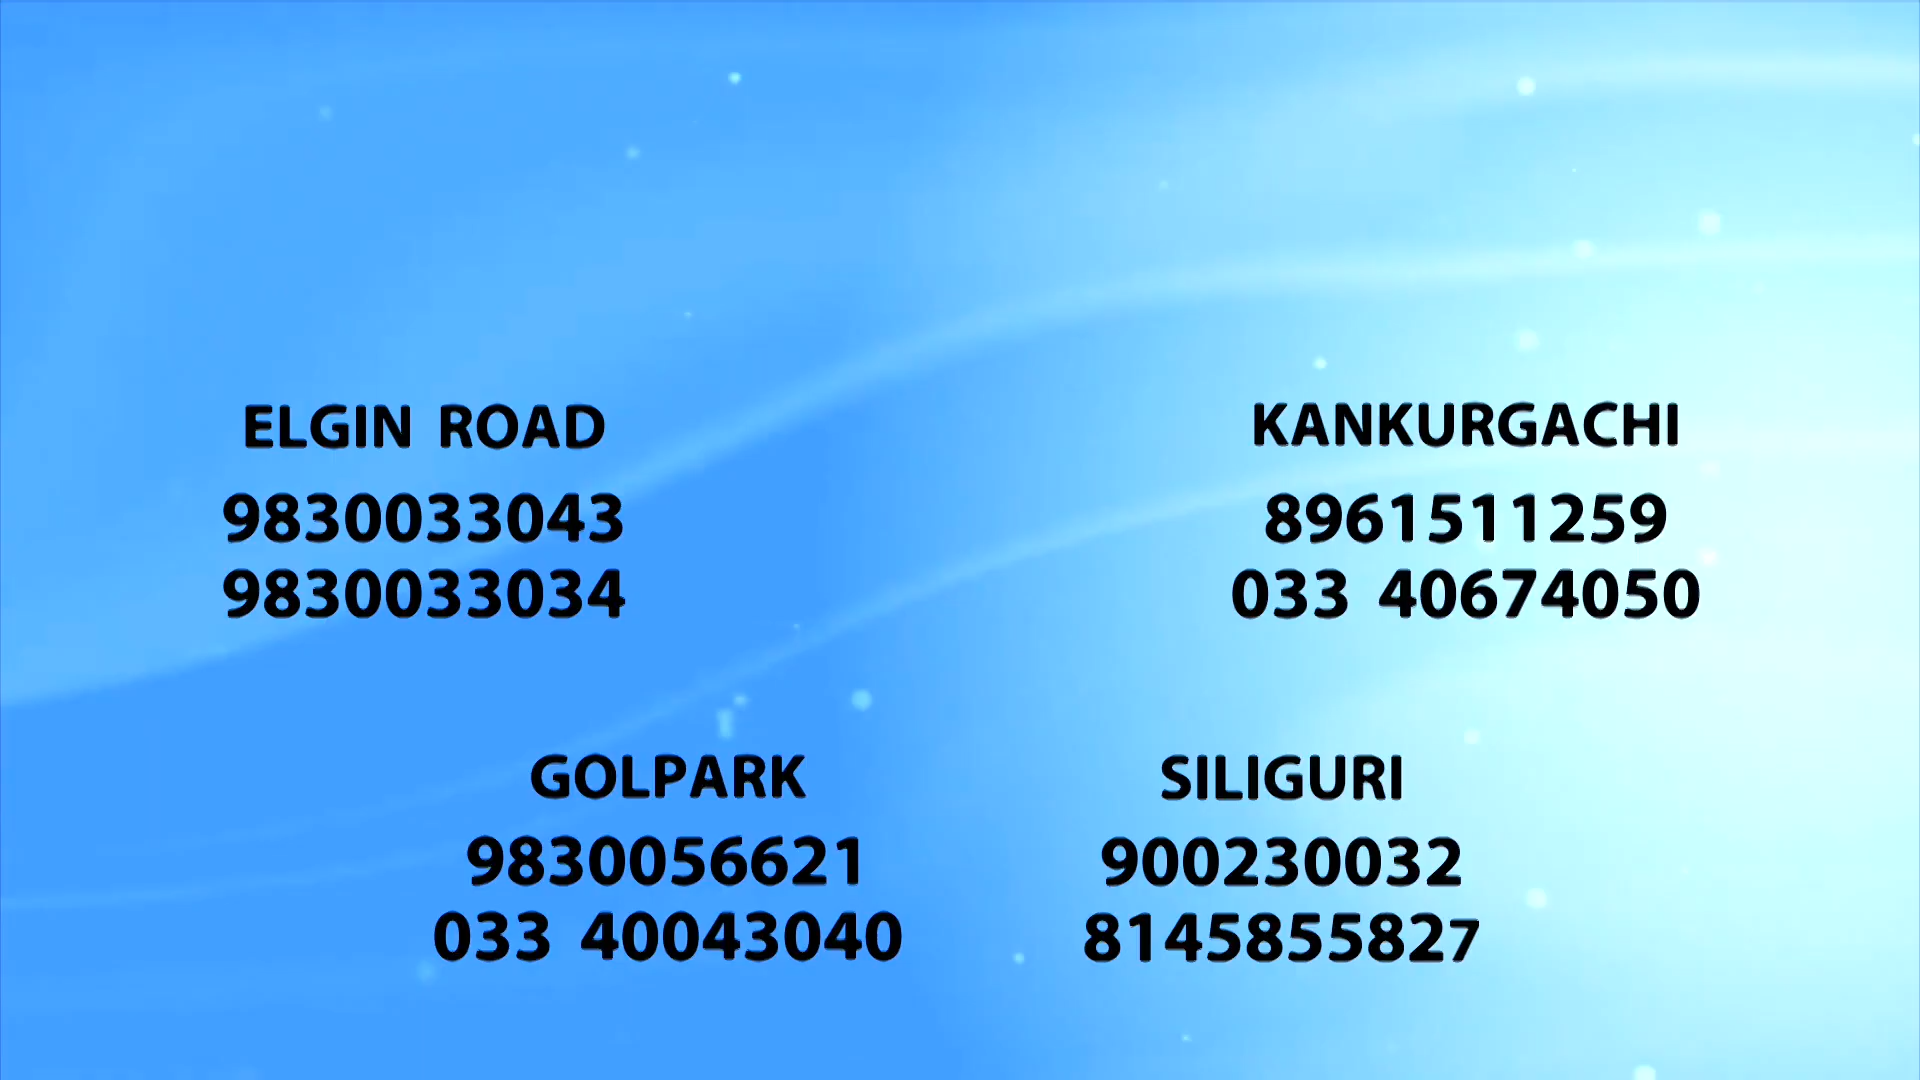 ELGIN ROAD
9830033043
9830033034
KANKURGACHI
8961511259
033 40674050
GOLPARK
9830056621
033 40043040
SILIGURI
900230032
8145855827